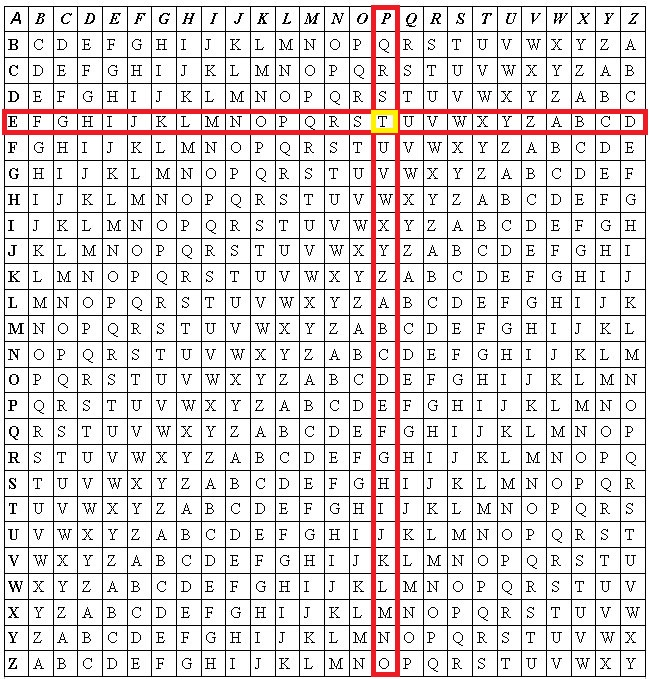 A B C D E F G H I J K L M N O P Q R S T U V W X Y Z
B C D E F G H I J K L M N O P Q R S T U V W X Y Z A
C D E F G H I J K L M N O P Q R S T U V W X Y Z A B
D E F G H I J K L M N O P Q R S T U V W X Y Z A B C
E F G H I J K L M N O P Q R S T U V W X Y Z A B C D
F G H I J K L M N O P Q R S T U V W X Y Z A B C D E
G H I J K L M N O P Q R S T U V W X Y Z A B C D E F
H I J K L M N O P Q R S T U V W X Y Z A B C D E F G
I J K L M N O P Q R S T U V W X Y Z A B C D E F G H
J K L M N O P Q R S T U V W X Y Z A B C D E F G H I
K L M N O P Q R S T U V W X Y Z A B C D E F G H I J
L M N O P Q R S T U V W X Y Z A B C D E F G H I J K
M N O P Q R S T U V W X Y Z A B C D E F G H I J K L
N O P Q R S T U V W X Y Z A B C D E F G H I J K L M
O P Q R S T U V W X Y Z A B C D E F G H I J K L M N
P Q R S T U V W X Y Z A B C D E F G H I J K L M N O
Q R S T U V W X Y Z A B C D E F G H I J K L M N O P
R S T U V W X Y Z A B C D E F G H I J K L M N O P Q
S T U V W X Y Z A B C D E F G H I J K L M N O P Q R
T U V W X Y Z A B C D E F G H I J K L M N O P Q R S
U V W X Y Z A B C D E F G H I J K L M N O P Q R S T
V W X Y Z A B C D E F G H I J K L M N O P Q R S T U
W X Y Z A B C D E F G H I J K L M N O P Q R S T U V
X Y Z A B C D E F G H I J K L M N O P Q R S T U V W
Y Z A B C D E F G H I J K L M N O P Q R S T U V W X
Z A B C D E F G H I J K L M N O P Q R S T U V W X Y